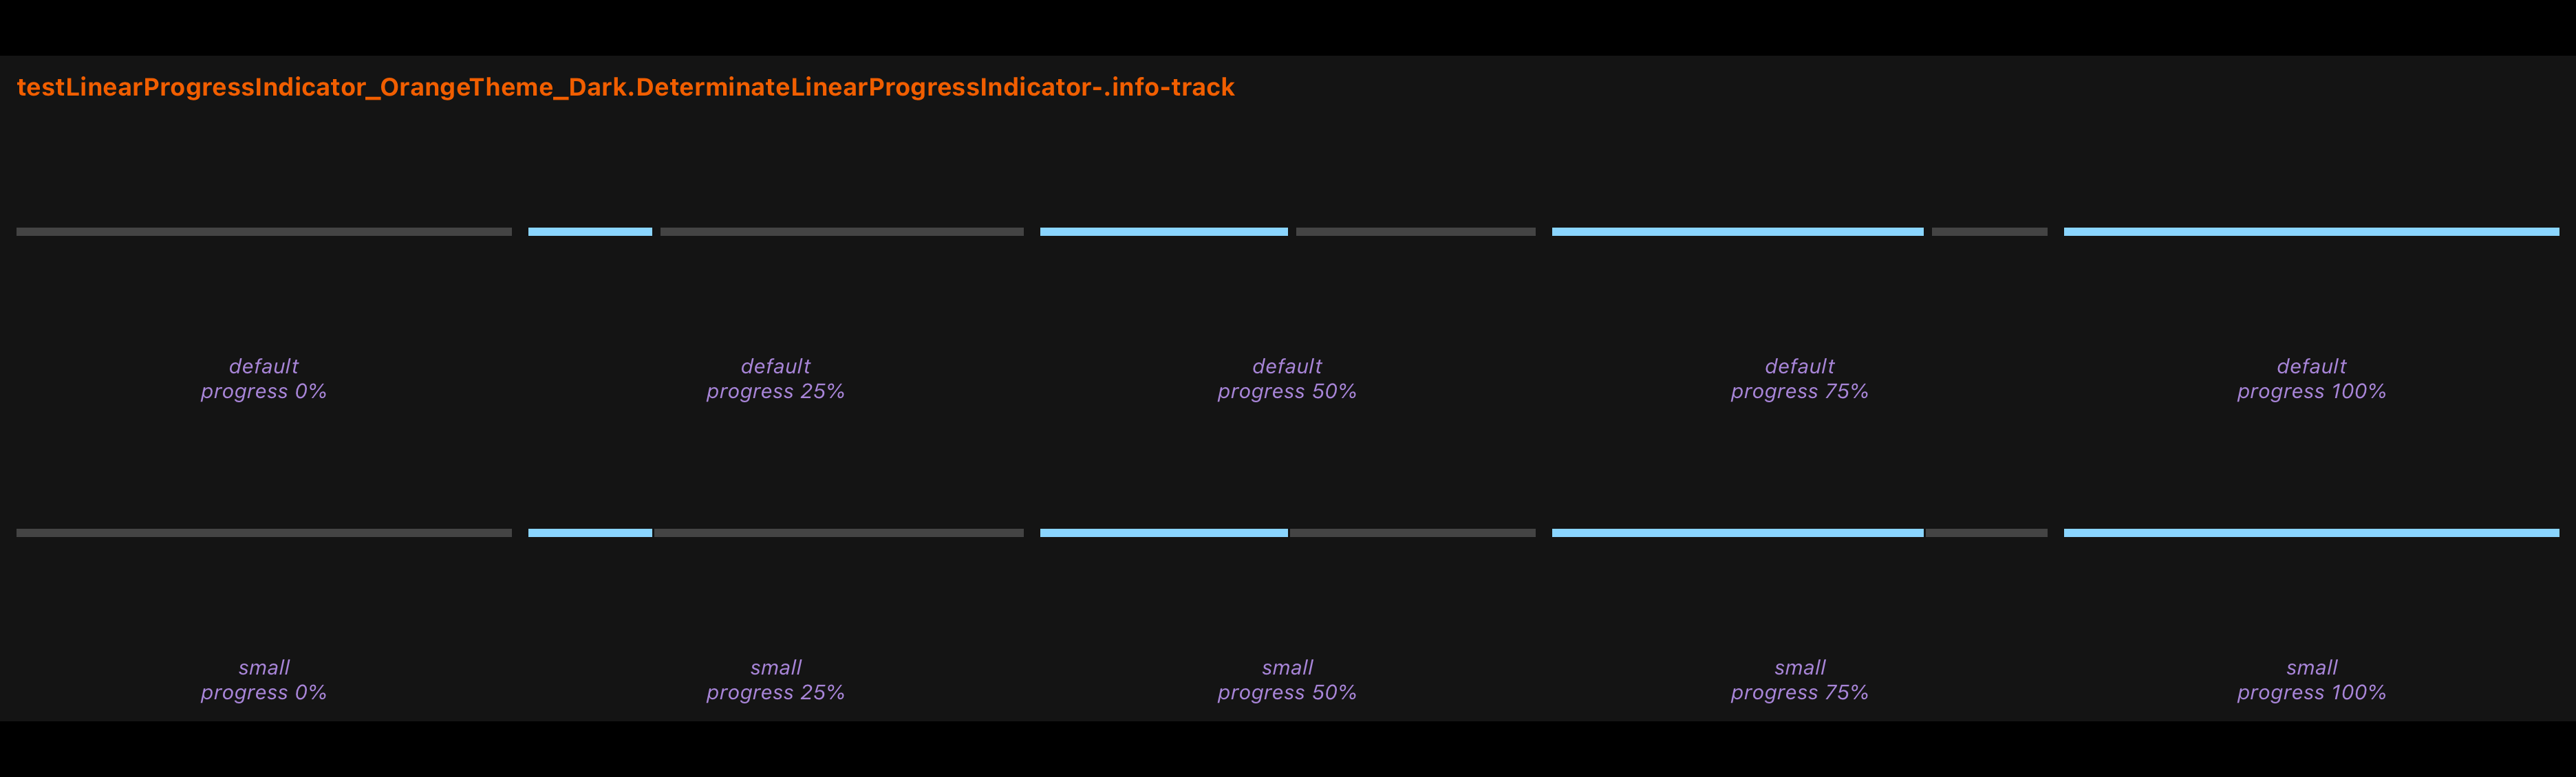 testLinearProgressIndicator_OrangeTheme_Dark.DeterminateLinearProgressIndicator-.info-track
default
progress 0%
default
progress 25%
default
progress 50%
default
progress 75%
default
progress 100%
small
progress 0%
small
progress 25%
small
progress 50%
small
progress 75%
small
progress 100%